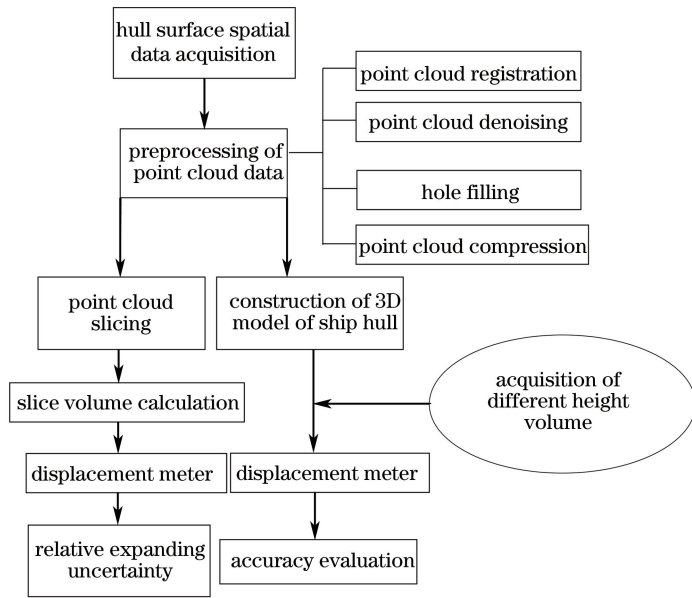 hull surface spatial
data acquisition
point cloud registration
point cloud denoising
preprocessing of
point cloud data
hole filling
point cloud compression
point cloud
slicing
construction of 3D
model of ship hull
acquisition of
different height
volume
slice volume calculation
displacement meter
displacement meter
relative expanding
uncertainty
accuracy evaluation